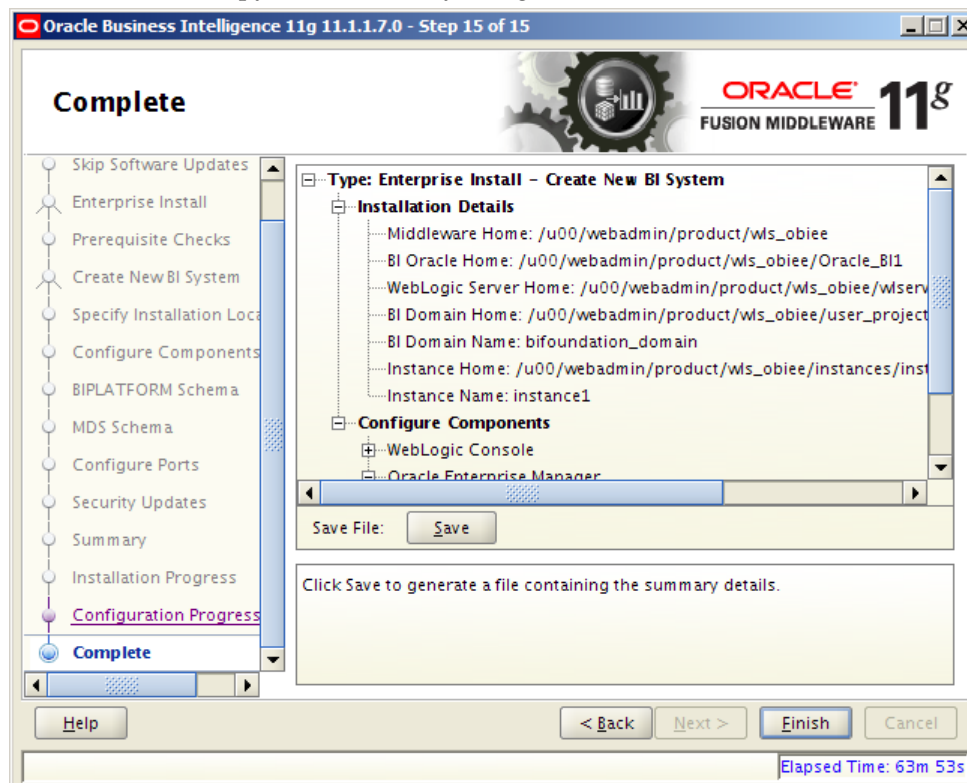 Oracle Business Intelligence 11g 11.1.1.7.0 - Step 15 of 15
Complete
ORACLE
FUSION MIDDLEWARE
11g
Skip Software Updates
Enterprise Install
Prerequisite Checks
Create New BI System
Specify Installation Loca
Configure Components
BIPLATFORM Schema
MDS Schema
Configure Ports
Security Updates
Summary
Installation Progress
Configuration Progress
Complete
Type: Enterprise Install - Create New BI System
Installation Details
Middleware Home: /u00/webadmin/product/wls_obiee
BI Oracle Home: /u00/webadmin/product/wls_obiee/Oracle_BI1
WebLogic Server Home: /u00/webadmin/product/wls_obiee/wlserv
BI Domain Home: /u00/webadmin/product/wls_obiee/user_project
BI Domain Name: bifoundation_domain
Instance Home: /u00/webadmin/product/wls_obiee/instances/inst
Instance Name: instance1
Configure Components
WebLogic Console
Oracle Enterprise Manager
Save File: Save
Click Save to generate a file containing the summary details.
Help < Back Next > Finish Cancel
Elapsed Time: 63m 53s